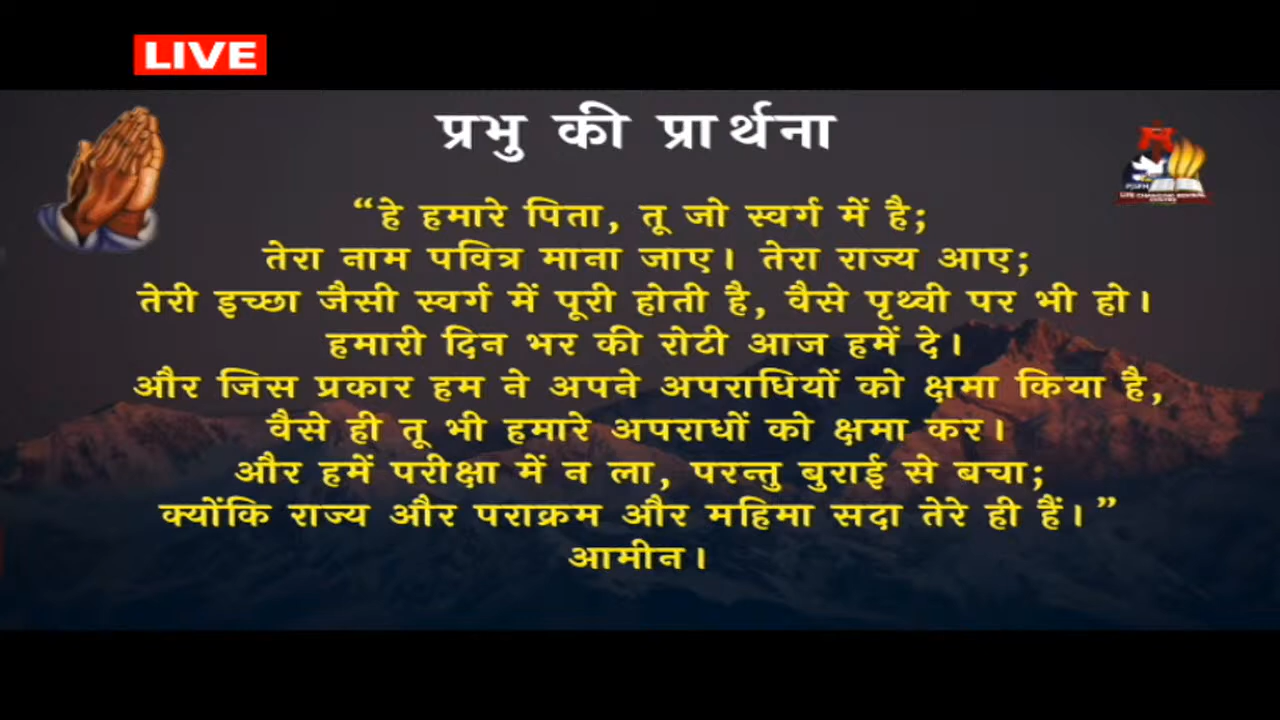 LIVE
प्रभु की प्रार्थना
“हे हमारे पिता, तू जो स्वर्ग में है;
तेरा नाम पवित्र माना जाए। तेरा राज्य आए;
तेरी इच्छा जैसी स्वर्ग में पूरी होती है, वैसे पृथ्वी पर भी हो।
हमारी दिन भर की रोटी आज हमें दे।
और जिस प्रकार हम ने अपने अपराधियों को क्षमा किया है,
वैसे ही तू भी हमारे अपराधों को क्षमा कर।
और हमें परीक्षा में न ला, परन्तु बुराई से बचा;
क्योंकि राज्य और पराक्रम और महिमा सदा तेरे ही हैं।”
आमीन।